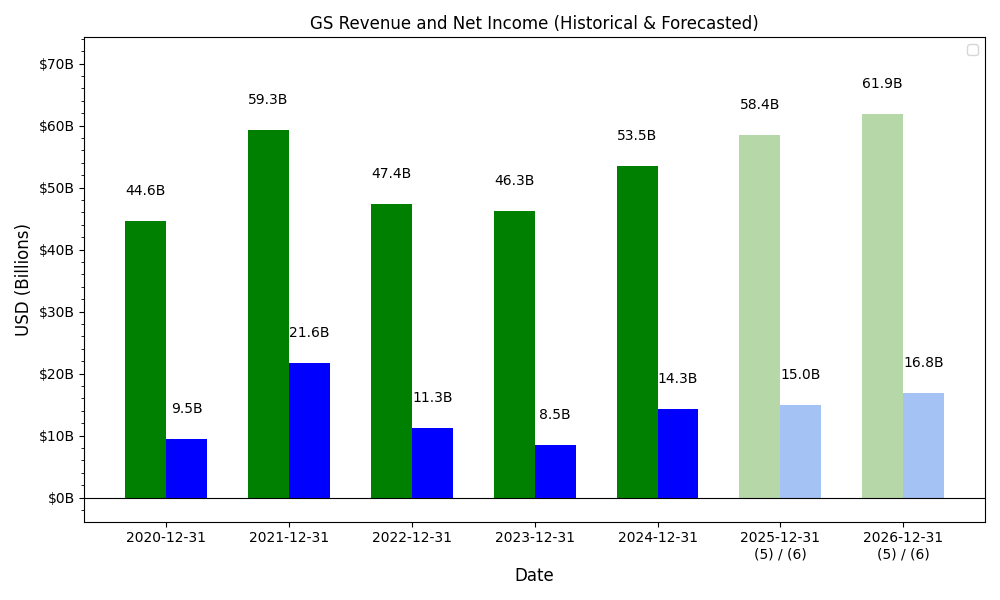 GS Revenue and Net Income (Historical & Forecasted)
$70B
$60B
$50B
$40B
$30B
$20B
$10B
$0B
USD (Billions)
44.6B
9.5B
59.3B
21.6B
47.4B
11.3B
46.3B
8.5B
53.5B
14.3B
58.4B
15.0B
61.9B
16.8B
2020-12-31
2021-12-31
2022-12-31
2023-12-31
2024-12-31
2025-12-31
(5) / (6)
2026-12-31
(5) / (6)
Date